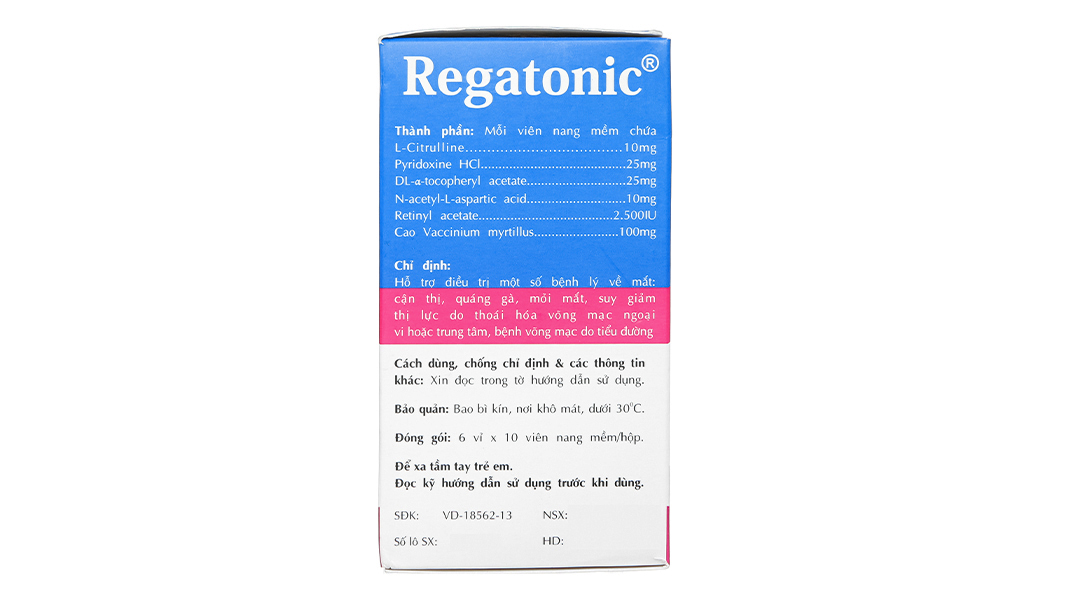 Regatonic®
Thành phần: Mỗi viên nang mềm chứa
L-Citrulline....................................10mg
Pyridoxine HCl.........................................25mg
DL-α-tocopheryl acetate............................25mg
N-acetyl-L-aspartic acid............................10mg
Retinyl acetate......................................2.500IU
Cao Vaccinium myrtillus........................100mg
Chỉ định:
Hỗ trợ điều trị một số bệnh lý về mắt:
cận thị, quáng gà, mỏi mắt, suy giảm
thị lực do thoái hóa võng mạc ngoại
vi hoặc trung tâm, bệnh võng mạc do tiểu đường
Cách dùng, chống chỉ định & các thông tin
khác: Xin đọc trong tờ hướng dẫn sử dụng.
Bảo quản: Bao bì kín, nơi khô mát, dưới 30⁰C.
Đóng gói: 6 vỉ x 10 viên nang mềm/hộp.
Để xa tầm tay trẻ em.
Đọc kỹ hướng dẫn sử dụng trước khi dùng.
SĐK: VD-18562-13 NSX:
Số lô SX: HD: